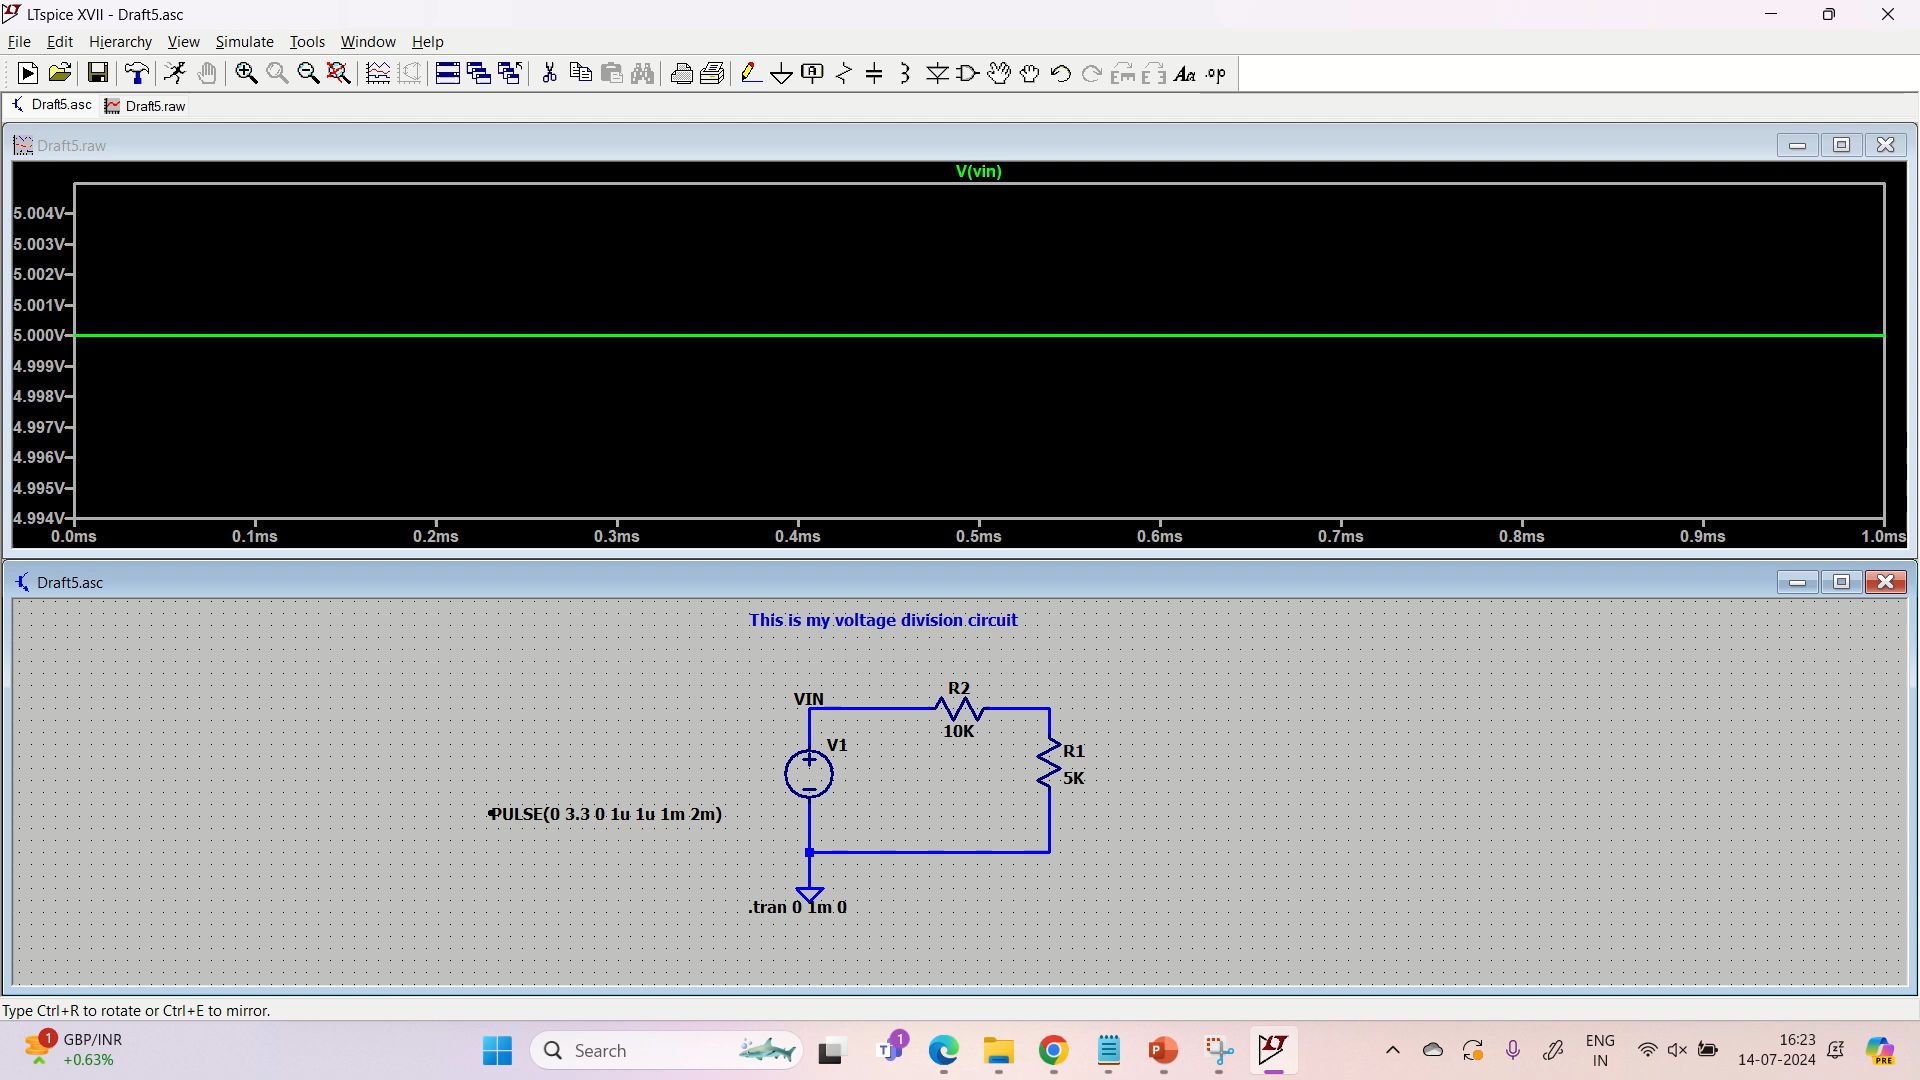 LTspice XVII - Draft5.asc
File Edit Hierarchy View Simulate Tools Window Help
A Aa .op
Draft5.asc Draft5.raw
Draft5.raw
V(vin)
5.004V
5.003V
5.002V
5.001V
5.000V
4.999V
4.998V
4.997V
4.996V
4.995V
4.994V
0.0ms 0.1ms 0.2ms 0.3ms 0.4ms 0.5ms 0.6ms 0.7ms 0.8ms 0.9ms 1.0ms
Draft5.asc
This is my voltage division circuit
VIN R2
10K
V1 R1
5K
PULSE(0 3.3 0 1u 1u 1m 2m)
.tran 0 1m 0
Type Ctrl+R to rotate or Ctrl+E to mirror.
1 GBP/INR
+0.63%
Search
T 1
P
ENG
IN
16:23
14-07-2024
PRE